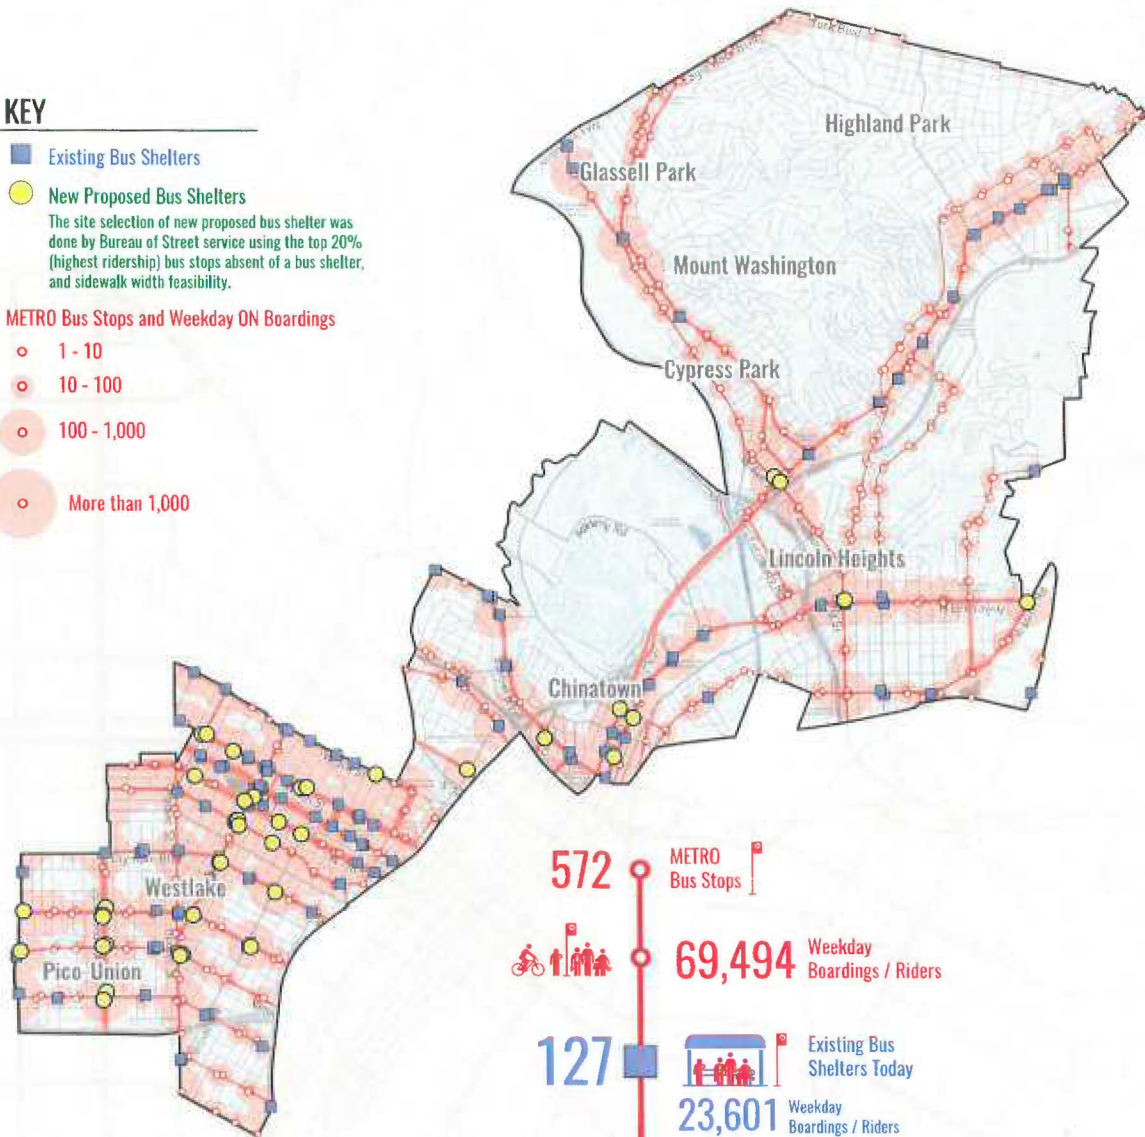 KEY
Existing Bus Shelters
New Proposed Bus Shelters
The site selection of new proposed bus shelter was
done by Bureau of Street service using the top 20%
(highest ridership) bus stops absent of a bus shelter,
and sidewalk width feasibility.
METRO Bus Stops and Weekday ON Boardings
1 - 10
10 - 100
100 - 1,000
More than 1,000
York Blvd
Highland Park
Glassell Park
Mount Washington
Cypress Park
Lincoln Heights
Chinatown
Westlake
Pico Union
572
METRO
Bus Stops
69,494
Weekday
Boardings / Riders
127
Existing Bus
Shelters Today
23,601
Weekday
Boardings / Riders